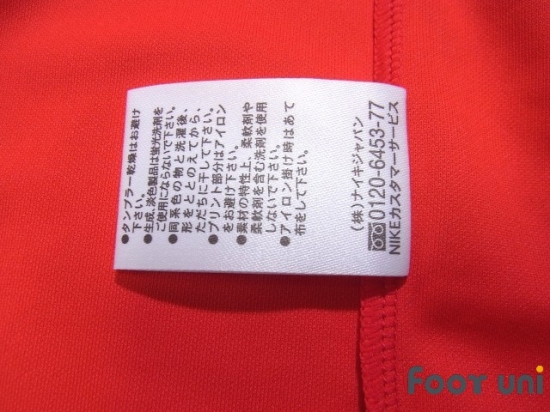 ●タンブラー乾燥はお避け
下さい。
●生成、淡色製品は蛍光洗剤を
ご使用にならないで下さい。
●同系色の物と洗濯後、
形をととのえてから、
ただちに干して下さい。
●プリント部分はアイロン
をお避け下さい。
●素材の特性上、柔軟剤や
柔軟剤を含む洗剤を使用
しないで下さい。
●アイロン掛け時はあて
布をして下さい。
(株)ナイキジャパン
0120-6453-77
NIKEカスタマーサービス
FOOT Uni